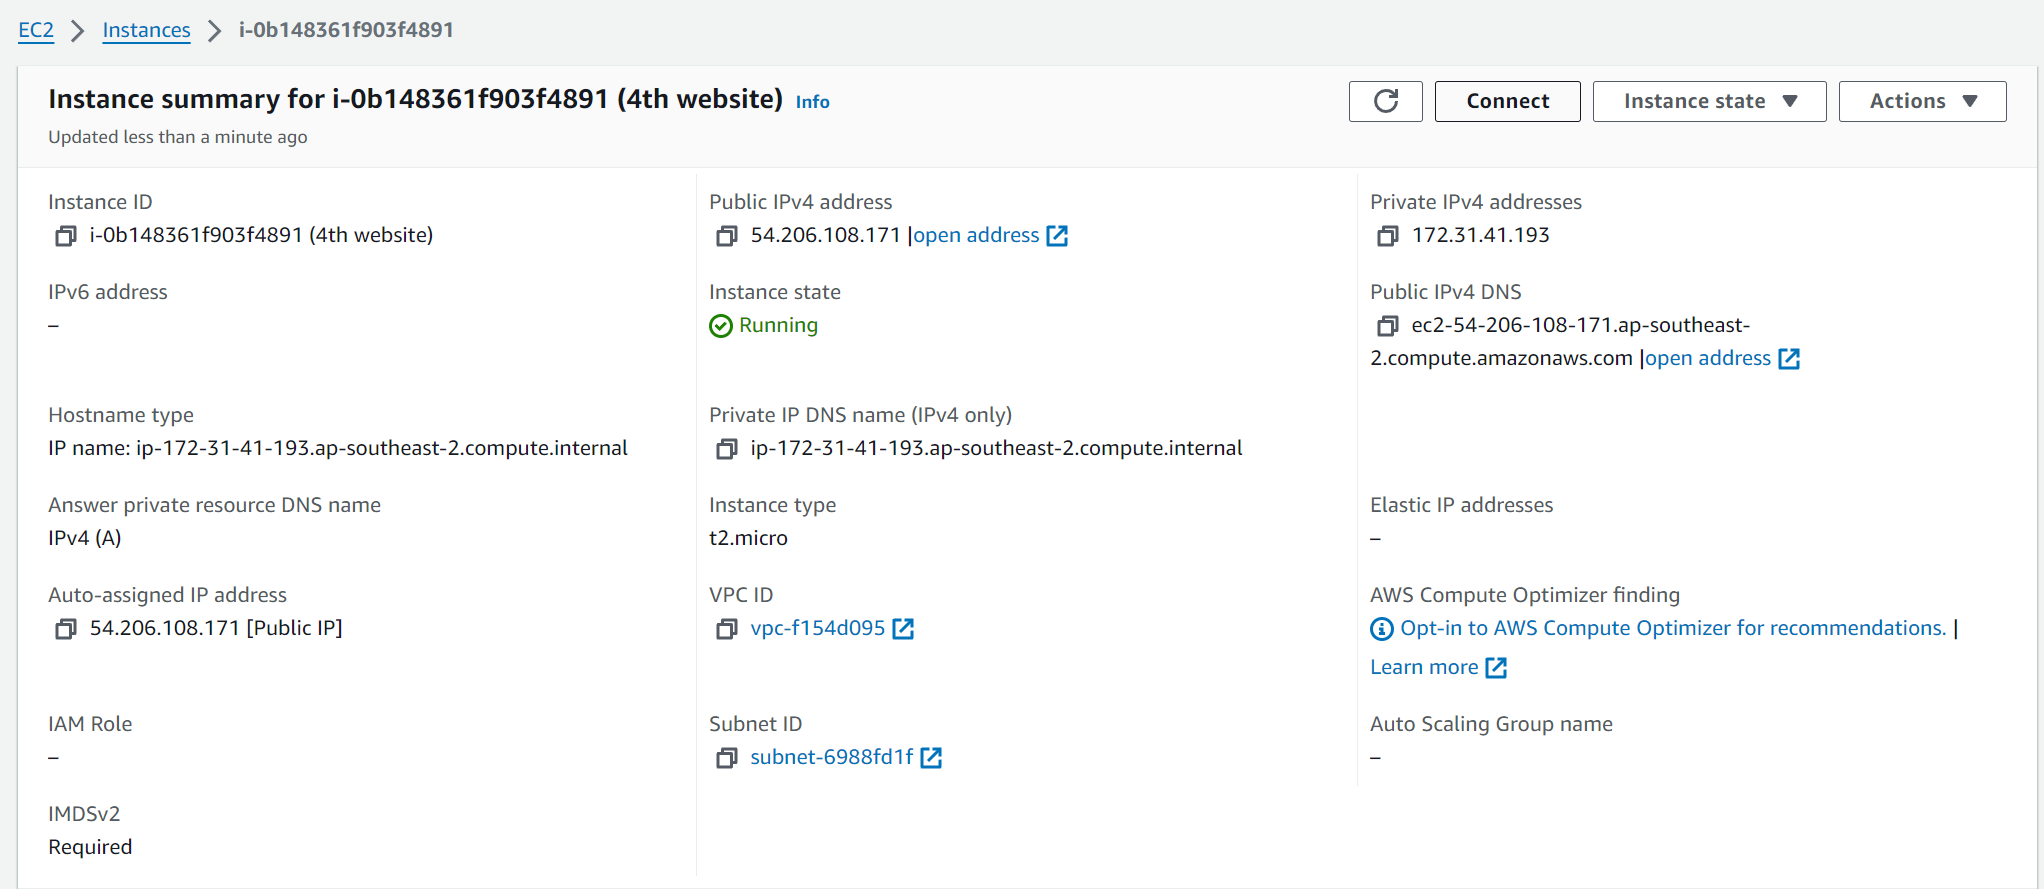 EC2 > Instances > i-0b148361f903f4891
Instance summary for i-0b148361f903f4891 (4th website) Info
Updated less than a minute ago
Connect
Instance state
Actions
Instance ID
i-0b148361f903f4891 (4th website)
Public IPv4 address
54.206.108.171 |open address
Private IPv4 addresses
172.31.41.193
IPv6 address
–
Instance state
Running
Public IPv4 DNS
ec2-54-206-108-171.ap-southeast-
2.compute.amazonaws.com |open address
Hostname type
IP name: ip-172-31-41-193.ap-southeast-2.compute.internal
Private IP DNS name (IPv4 only)
ip-172-31-41-193.ap-southeast-2.compute.internal
Answer private resource DNS name
IPv4 (A)
Instance type
t2.micro
Elastic IP addresses
–
Auto-assigned IP address
54.206.108.171 [Public IP]
VPC ID
vpc-f154d095
AWS Compute Optimizer finding
Opt-in to AWS Compute Optimizer for recommendations. |
Learn more
IAM Role
–
Subnet ID
subnet-6988fd1f
Auto Scaling Group name
–
IMDSv2
Required